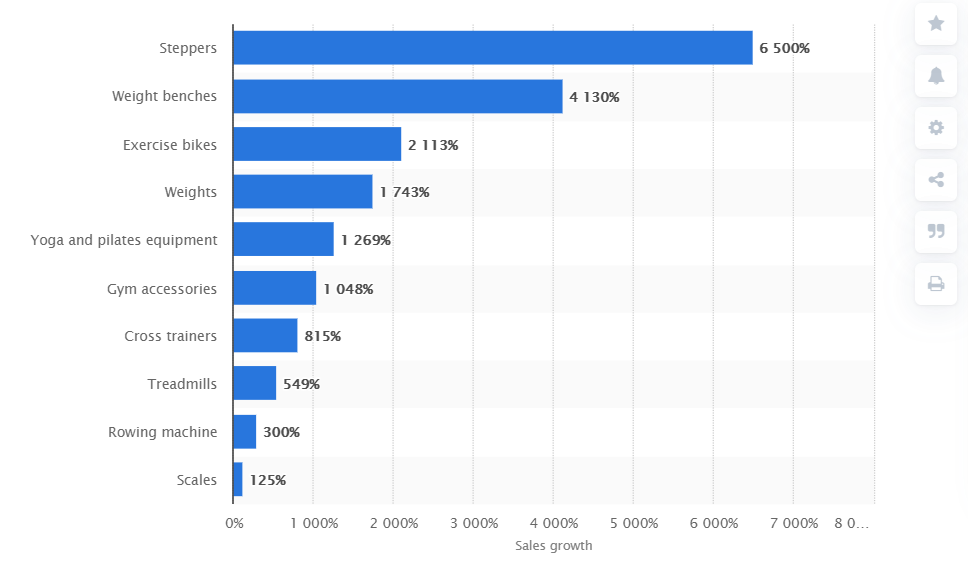 Steppers 6 500%
Weight benches 4 130%
Exercise bikes 2 113%
Weights 1 743%
Yoga and pilates equipment 1 269%
Gym accessories 1 048%
Cross trainers 815%
Treadmills 549%
Rowing machine 300%
Scales 125%
0% 1 000% 2 000% 3 000% 4 000% 5 000% 6 000% 7 000% 8 0...
Sales growth